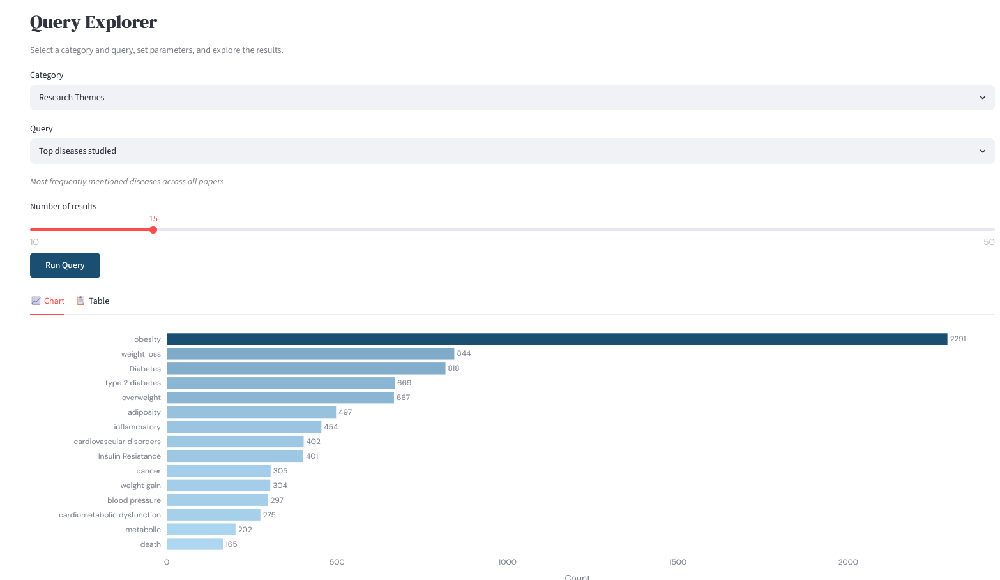 Query Explorer
Select a category and query, set parameters, and explore the results.
Category
Research Themes
Query
Top diseases studied
Most frequently mentioned diseases across all papers
Number of results
15
10 50
Run Query
Chart Table
obesity 2291
weight loss 844
Diabetes 818
type 2 diabetes 669
overweight 667
adiposity 497
inflammatory 454
cardiovascular disorders 402
Insulin Resistance 401
cancer 305
weight gain 304
blood pressure 297
cardiometabolic dysfunction 275
metabolic 202
death 165
0 500 1000 1500 2000
Count